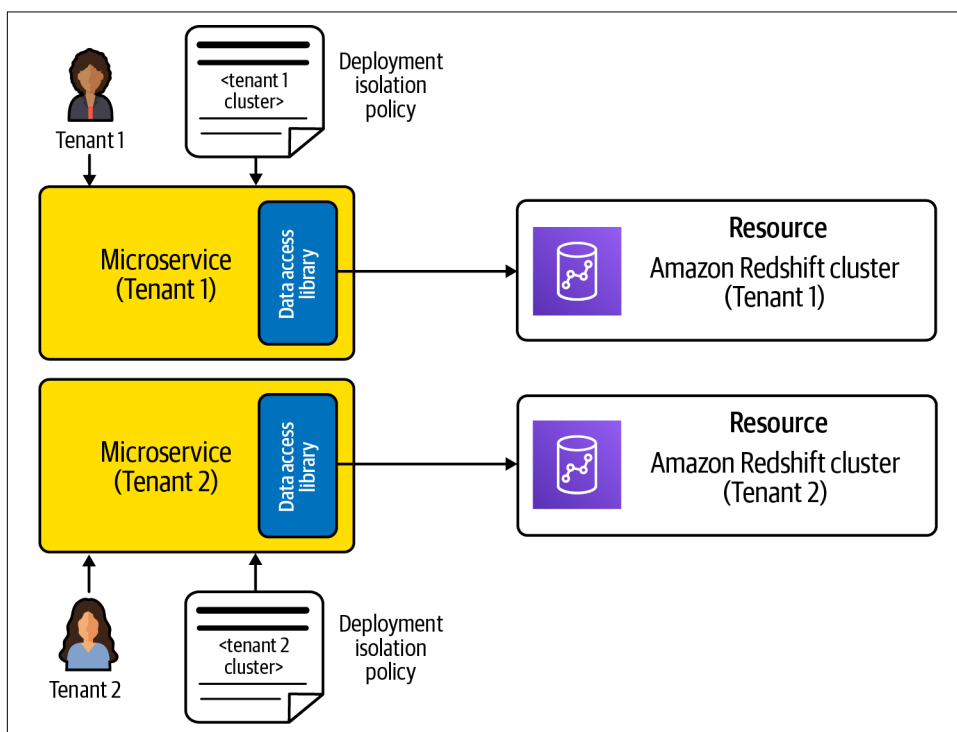 <tenant 1
cluster>
Deployment
isolation
policy
Tenant 1
Microservice
(Tenant 1)
Data access
library
Resource
Amazon Redshift cluster
(Tenant 1)
Microservice
(Tenant 2)
Data access
library
Resource
Amazon Redshift cluster
(Tenant 2)
Tenant 2
<tenant 2
cluster>
Deployment
isolation
policy